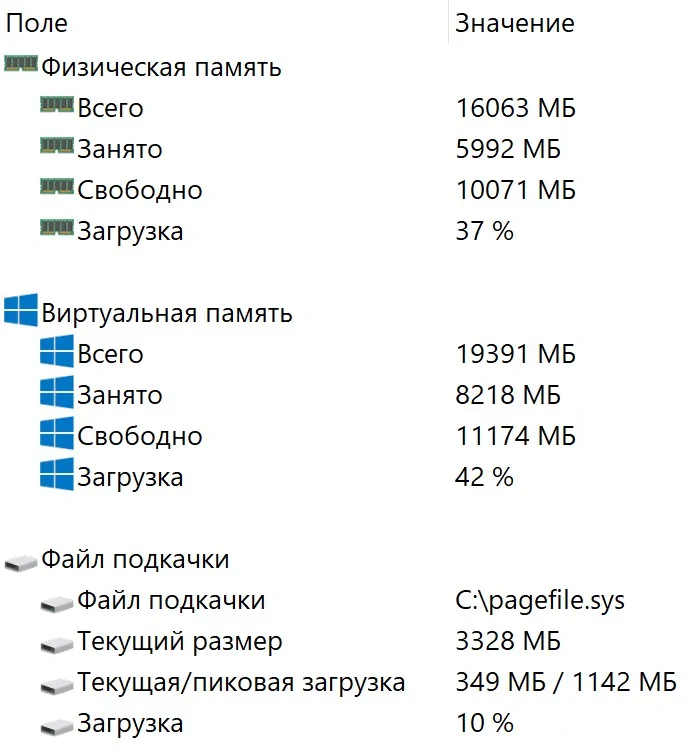 Поле Значение
Физическая память
Всего 16063 МБ
Занято 5992 МБ
Свободно 10071 МБ
Загрузка 37 %
Виртуальная память
Всего 19391 МБ
Занято 8218 МБ
Свободно 11174 МБ
Загрузка 42 %
Файл подкачки
Файл подкачки C:\pagefile.sys
Текущий размер 3328 МБ
Текущая/пиковая загрузка 349 МБ / 1142 МБ
Загрузка 10 %